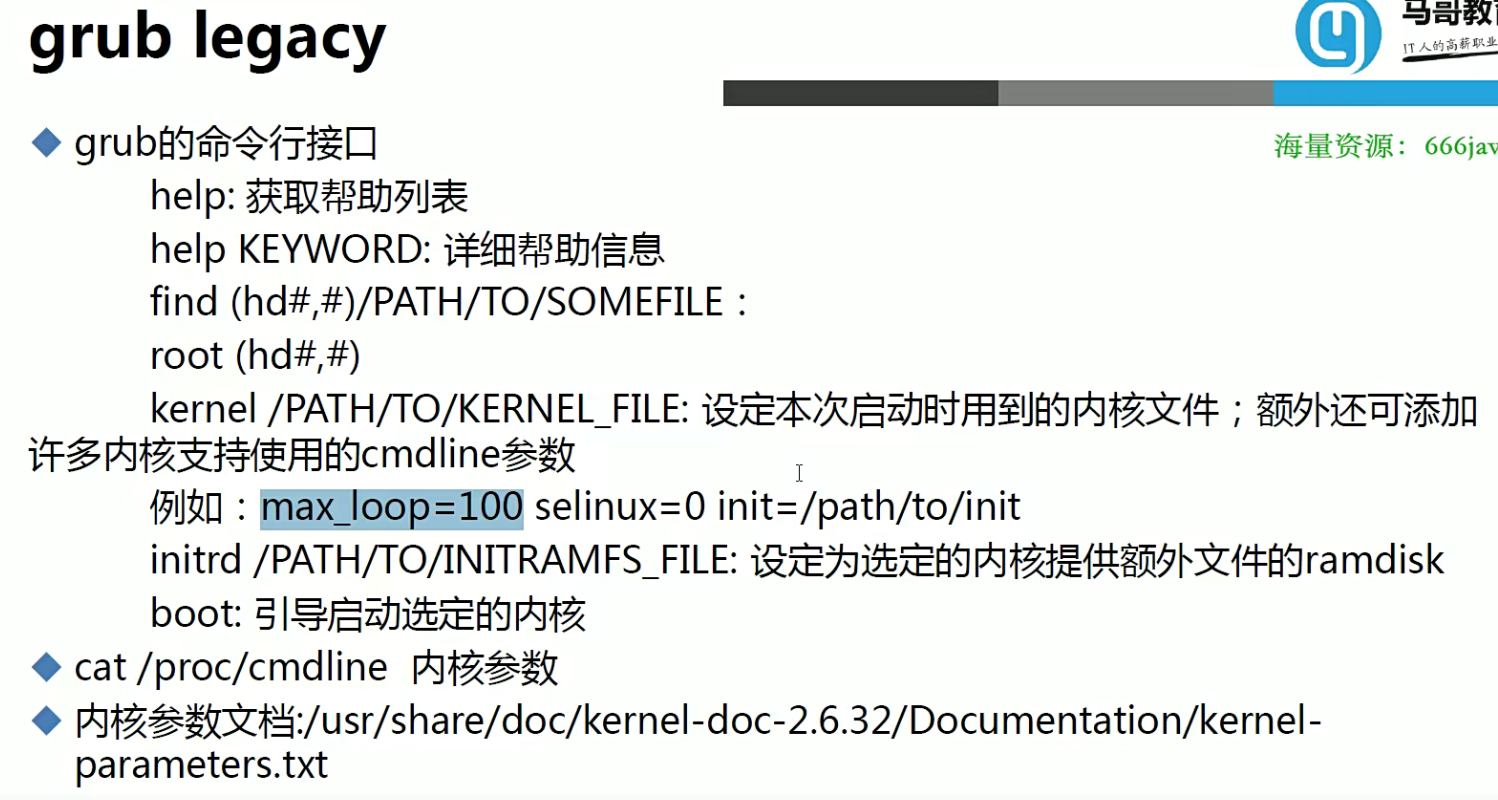 grub legacy
马哥教育
IT人的高薪职业
海量资源：666jav
grub的命令行接口
help: 获取帮助列表
help KEYWORD: 详细帮助信息
find (hd#,#)/PATH/TO/SOMEFILE：
root (hd#,#)
kernel /PATH/TO/KERNEL_FILE: 设定本次启动时用到的内核文件；额外还可添加
许多内核支持使用的cmdline参数
例如：max_loop=100 selinux=0 init=/path/to/init
initrd /PATH/TO/INITRAMFS_FILE: 设定为选定的内核提供额外文件的ramdisk
boot: 引导启动选定的内核
cat /proc/cmdline 内核参数
内核参数文档:/usr/share/doc/kernel-doc-2.6.32/Documentation/kernel-
parameters.txt